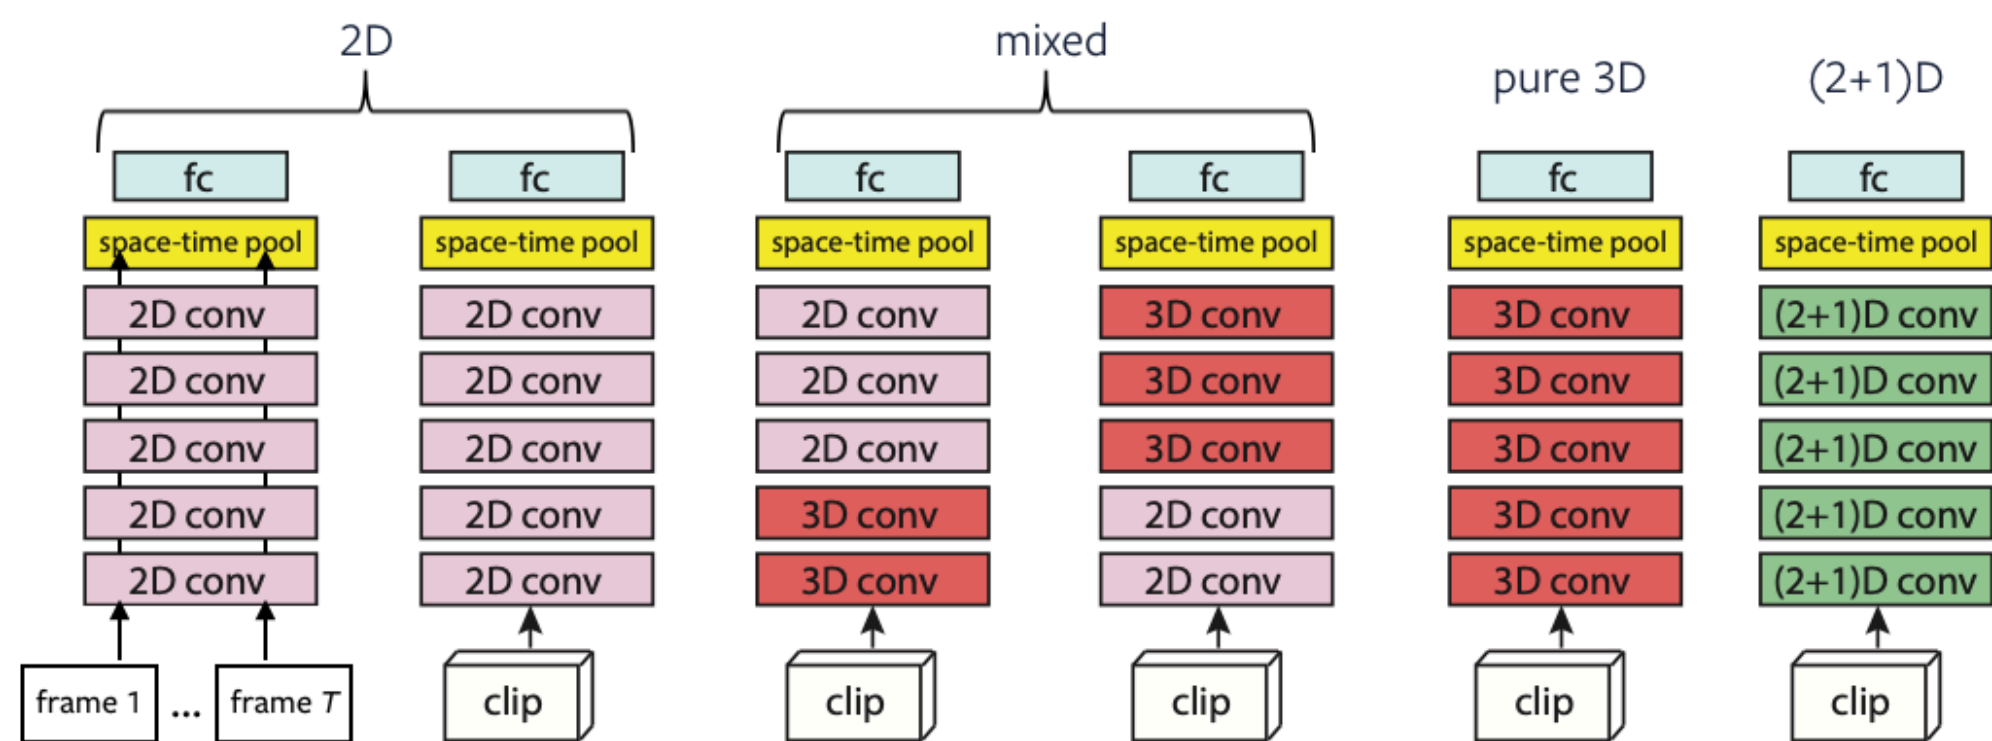 2D
mixed
pure 3D
(2+1)D
fc
fc
fc
fc
fc
fc
space-time pool
space-time pool
space-time pool
space-time pool
space-time pool
space-time pool
2D conv
2D conv
2D conv
3D conv
3D conv
(2+1)D conv
2D conv
2D conv
2D conv
3D conv
3D conv
(2+1)D conv
2D conv
2D conv
2D conv
3D conv
3D conv
(2+1)D conv
2D conv
2D conv
3D conv
2D conv
3D conv
(2+1)D conv
2D conv
2D conv
3D conv
2D conv
3D conv
(2+1)D conv
frame 1
...
frame T
clip
clip
clip
clip
clip